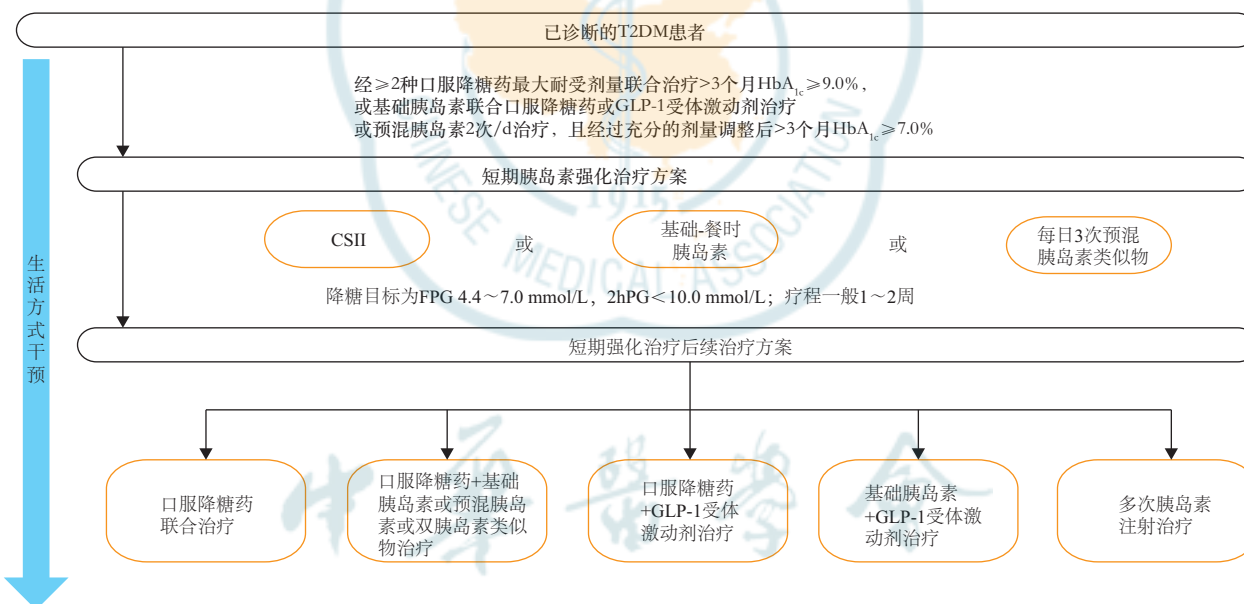 已诊断的T2DM患者
经≥2种口服降糖药最大耐受剂量联合治疗>3个月HbA1c≥9.0%，
或基础胰岛素联合口服降糖药或GLP-1受体激动剂治疗
或预混胰岛素2次/d治疗，且经过充分的剂量调整后>3个月HbA1c≥7.0%
短期胰岛素强化治疗方案
CSII
或
基础-餐时
胰岛素
或
每日3次预混
胰岛素类似物
降糖目标为FPG 4.4～7.0 mmol/L，2hPG＜10.0 mmol/L；疗程一般1～2周
短期强化治疗后续治疗方案
口服降糖药
联合治疗
口服降糖药+基础
胰岛素或预混胰岛
素或双胰岛素类似
物治疗
口服降糖药
+GLP-1受体
激动剂治疗
基础胰岛素
+GLP-1受体激
动剂治疗
多次胰岛素
注射治疗
生活方式干预
1915
CHINESE MEDICAL ASSOCIATION
中华医学会